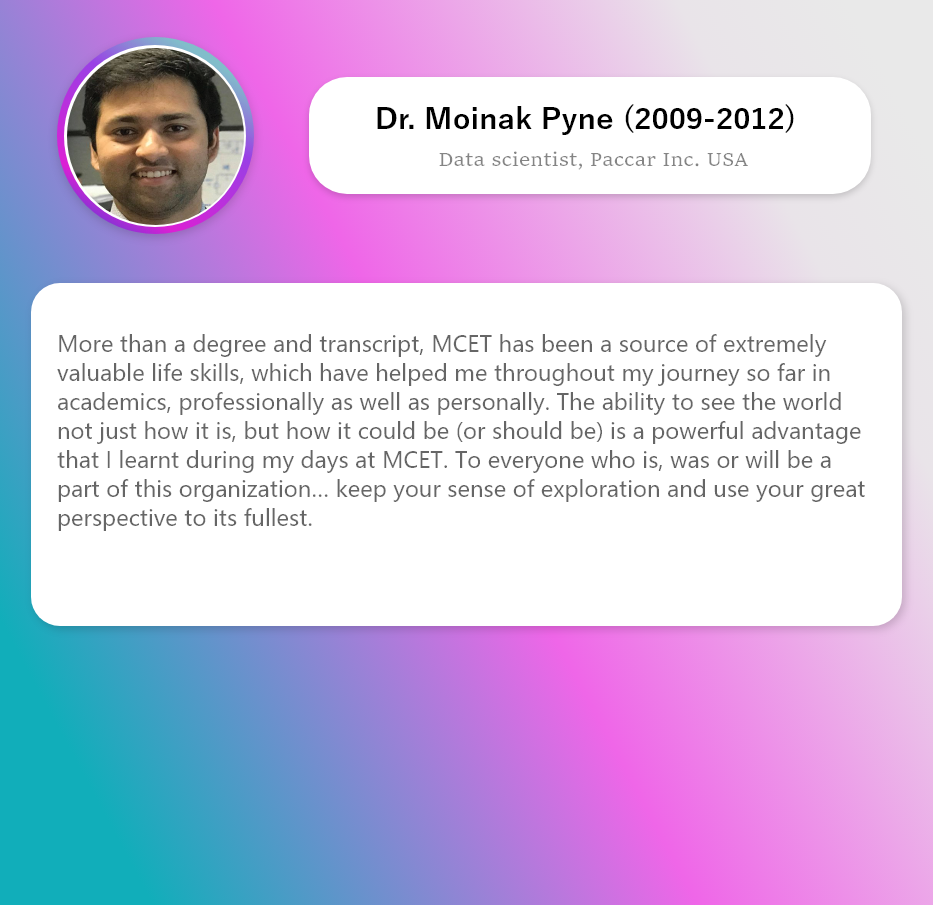 Dr. Moinak Pyne (2009-2012)
Data scientist, Paccar Inc. USA
More than a degree and transcript, MCET has been a source of extremely
valuable life skills, which have helped me throughout my journey so far in
academics, professionally as well as personally. The ability to see the world
not just how it is, but how it could be (or should be) is a powerful advantage
that I learnt during my days at MCET. To everyone who is, was or will be a
part of this organization... keep your sense of exploration and use your great
perspective to its fullest.